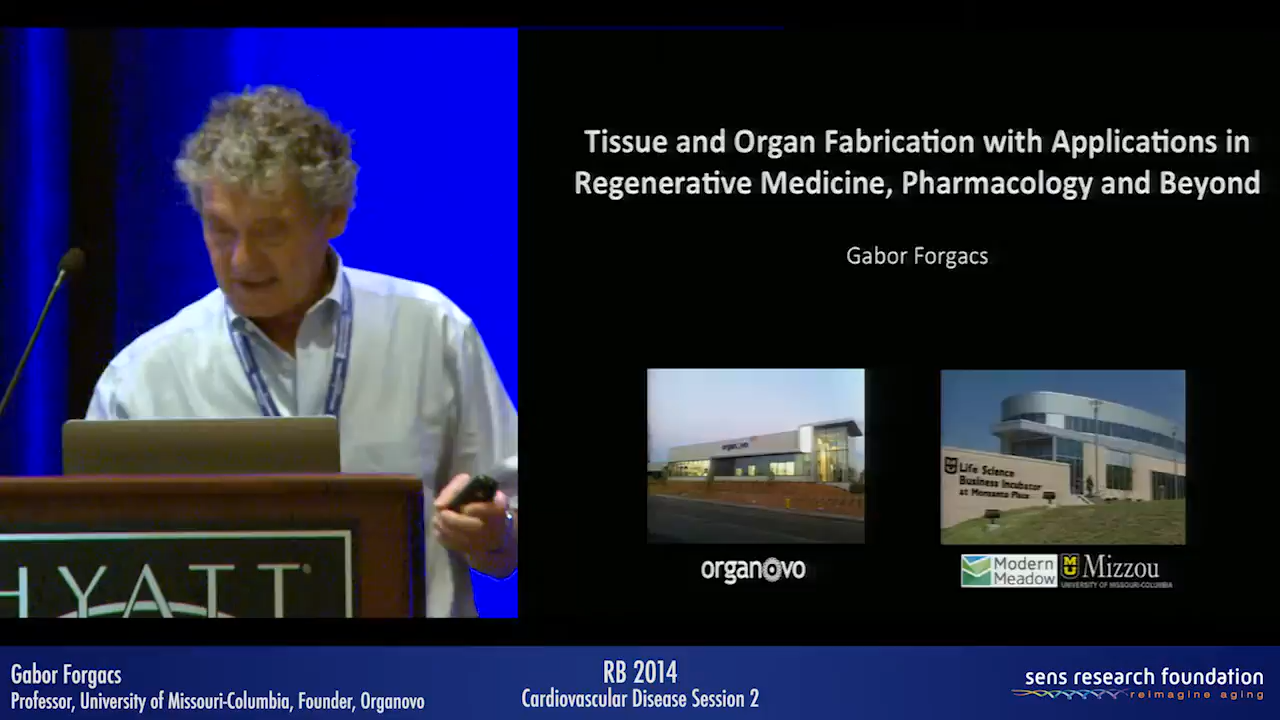 Tissue and Organ Fabrication with Applications in
Regenerative Medicine, Pharmacology and Beyond
Gabor Forgacs
organovo
Life Science
Business Incubator
at Monsanto Place
organovo
Modern
Meadow
Mizzou
UNIVERSITY OF MISSOURI-COLUMBIA
HYATT
Gabor Forgacs
Professor, University of Missouri-Columbia, Founder, Organovo
RB 2014
Cardiovascular Disease Session 2
sens research foundation
reimagine aging